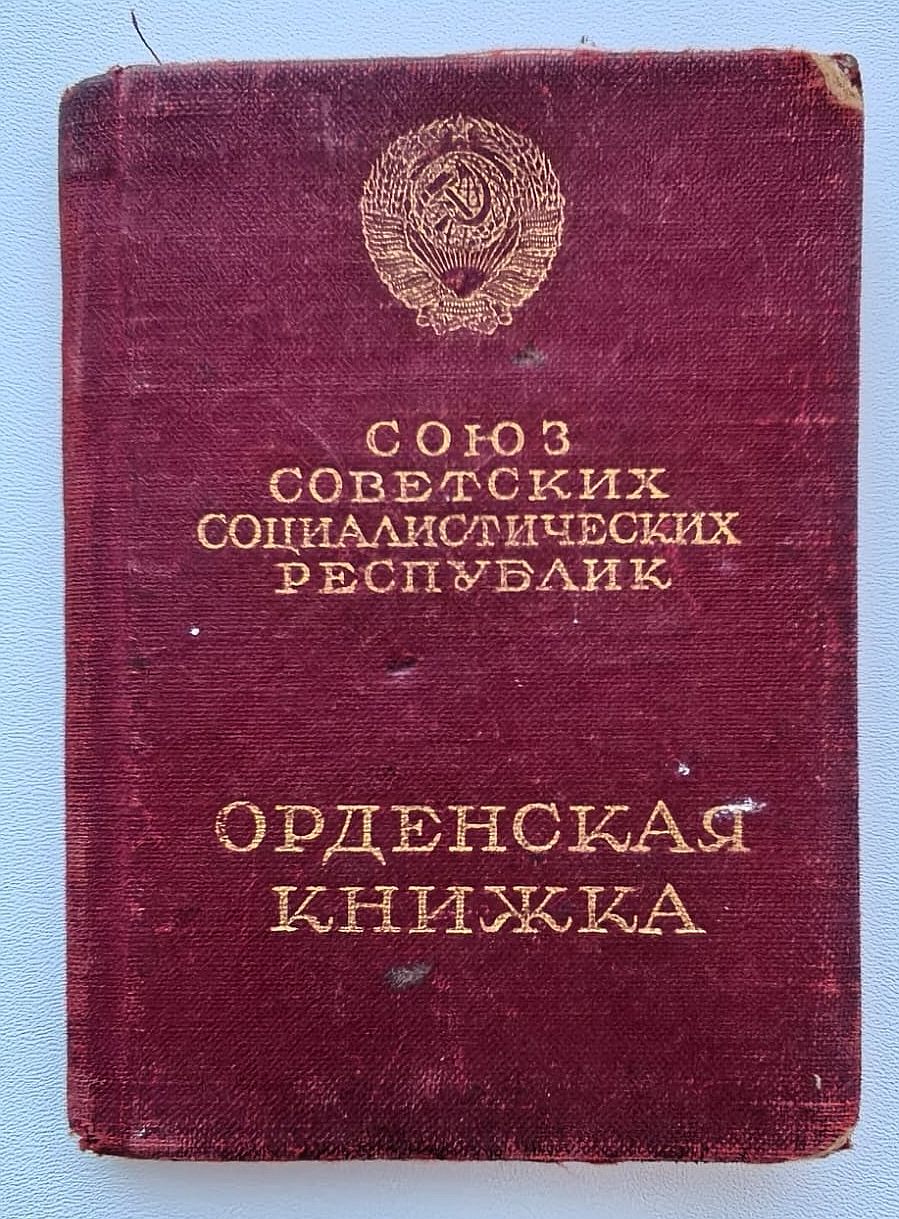 СОЮЗ
СОВЕТСКИХ
СОЦИАЛИСТИЧЕСКИХ
РЕСПУБЛИК
ОРДЕНСКАЯ
КНИЖКА